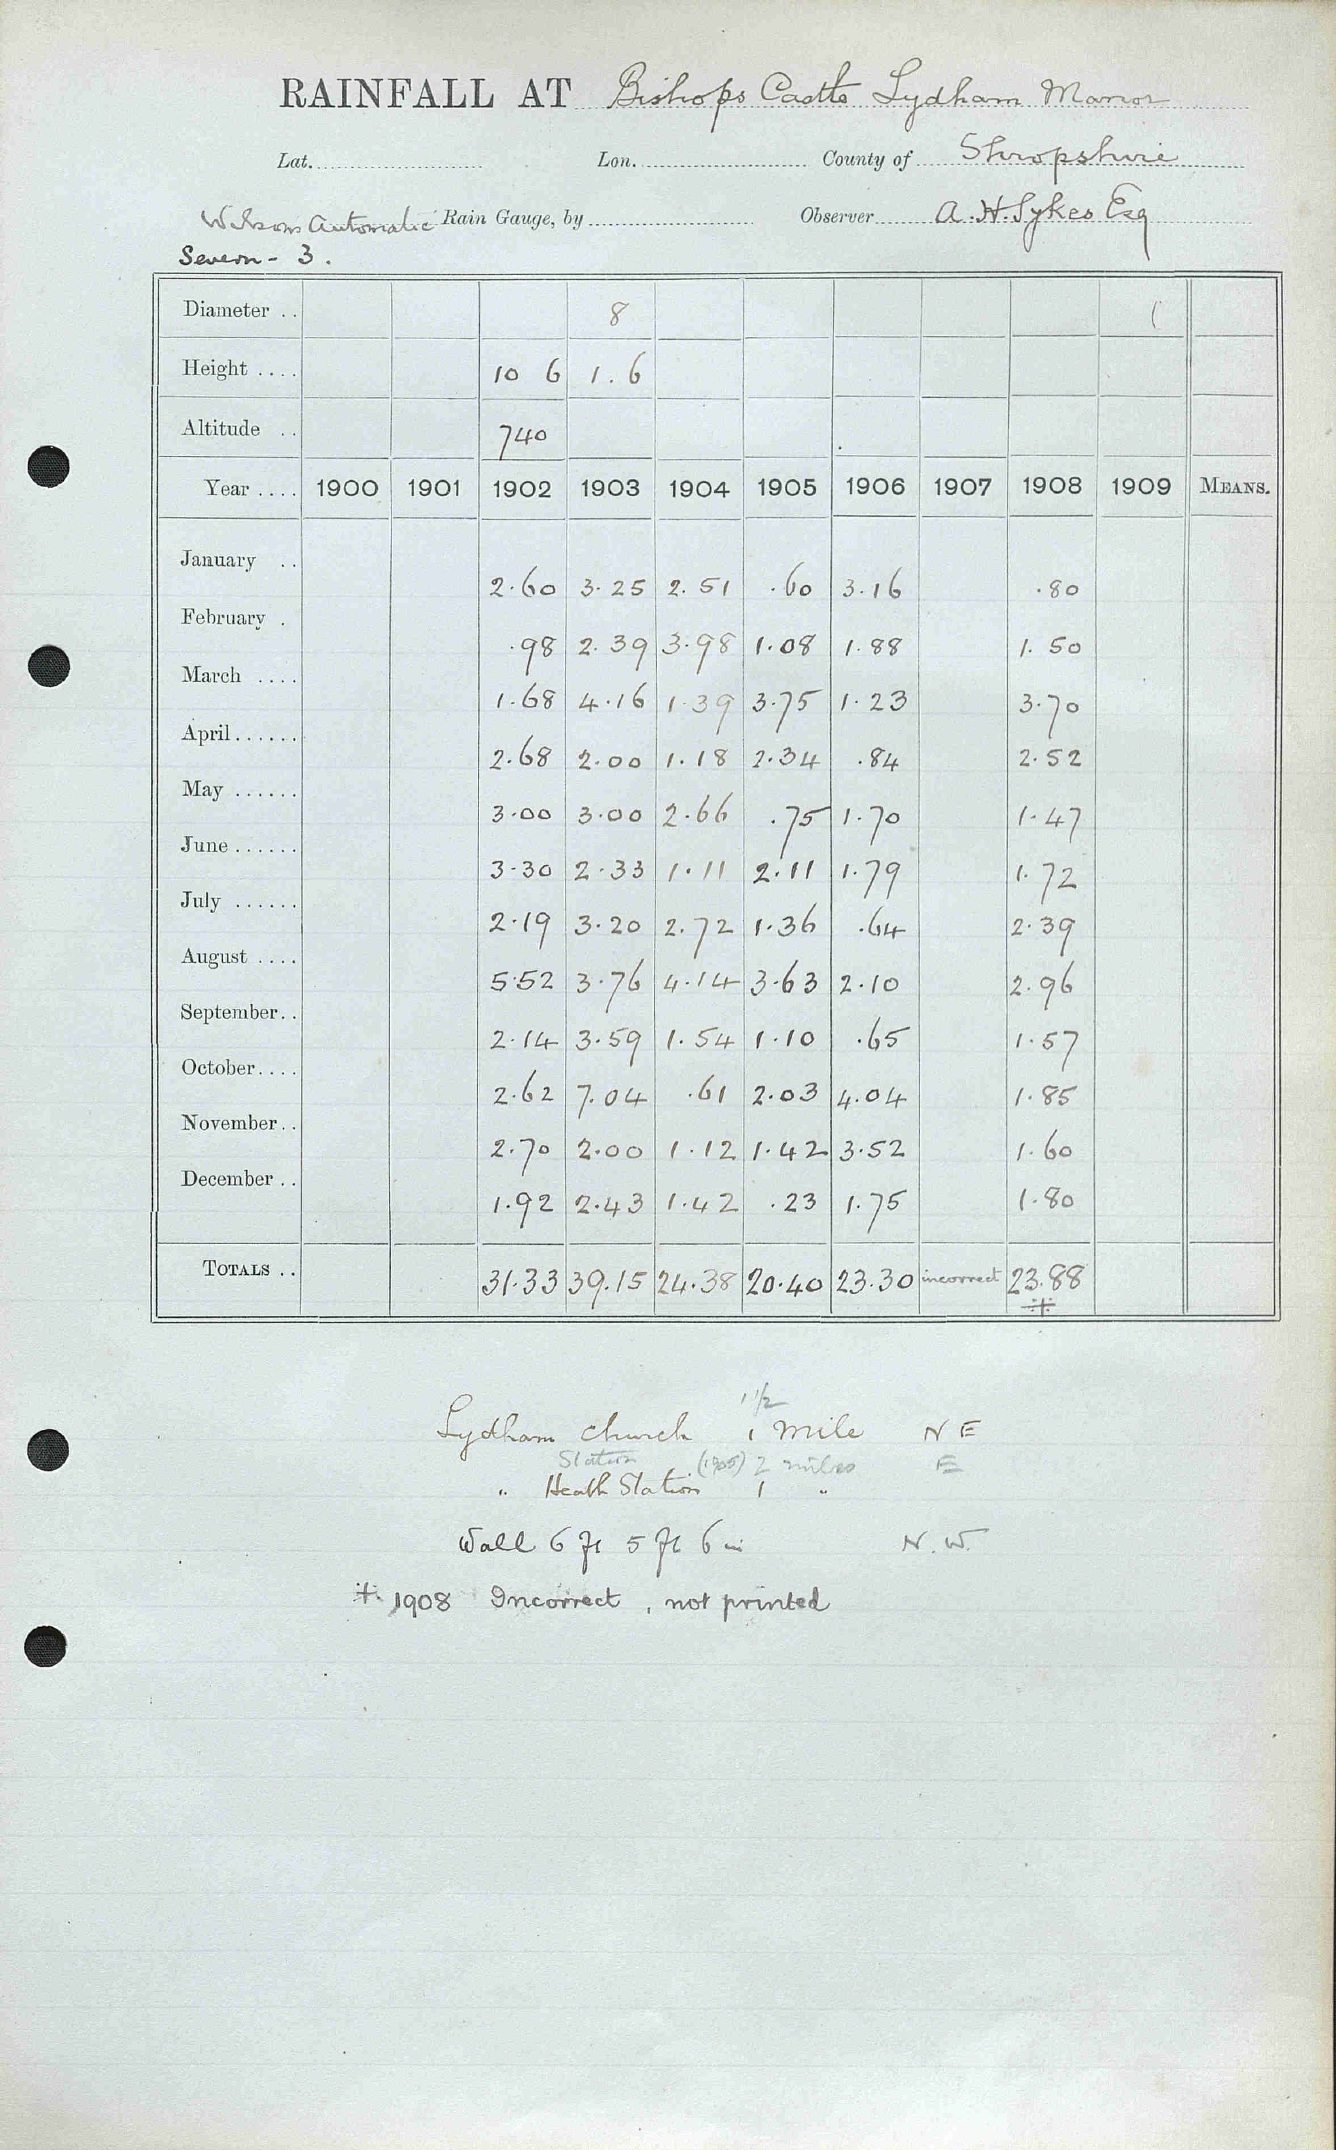 RAINFALL AT Bishops Castle Lydham Manor
Lat. Lon. County of Shropshire
Wilsons Automatic Rain Gauge, by Observer A. H. Sykes Esq
Severn - 3.
Diameter .. 8
Height .... 10 6 1.6
Altitude .. 740
Year .... 1900 1901 1902 1903 1904 1905 1906 1907 1908 1909 MEANS.
January .. 2.60 3.25 2.51 .60 3.16 .80
February . .98 2.39 3.98 1.08 1.88 1.50
March .... 1.68 4.16 1.39 3.75 1.23 3.70
April...... 2.68 2.00 1.18 2.34 .84 2.52
May ...... 3.00 3.00 2.66 .75 1.70 1.47
June ...... 3.30 2.33 1.11 2.11 1.79 1.72
July ...... 2.19 3.20 2.72 1.36 .64 2.39
August .... 5.52 3.76 4.14 3.63 2.10 2.96
September.. 2.14 3.59 1.54 1.10 .65 1.57
October.... 2.62 7.04 .61 2.03 4.04 1.85
November.. 2.70 2.00 1.12 1.42 3.52 1.60
December .. 1.92 2.43 1.42 .23 1.75 1.80
TOTALS .. 31.33 39.15 24.38 20.40 23.30 incorrect 23.88
1 1/2
Lydham Church 1 Mile N E
Station (1905) 2 miles E
" Heath Station 1 "
Wall 6 ft 5 ft 6 in N.W.
1908 Incorrect, not printed